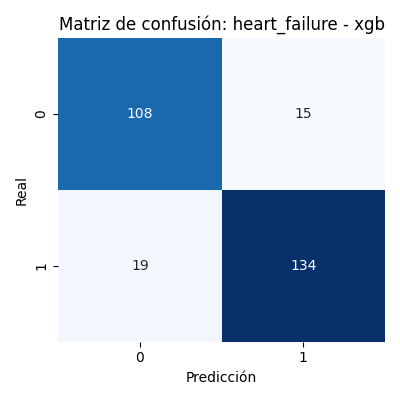 Matriz de confusión: heart_failure - xgb
0
108
15
Real
1
19
134
0
1
Predicción